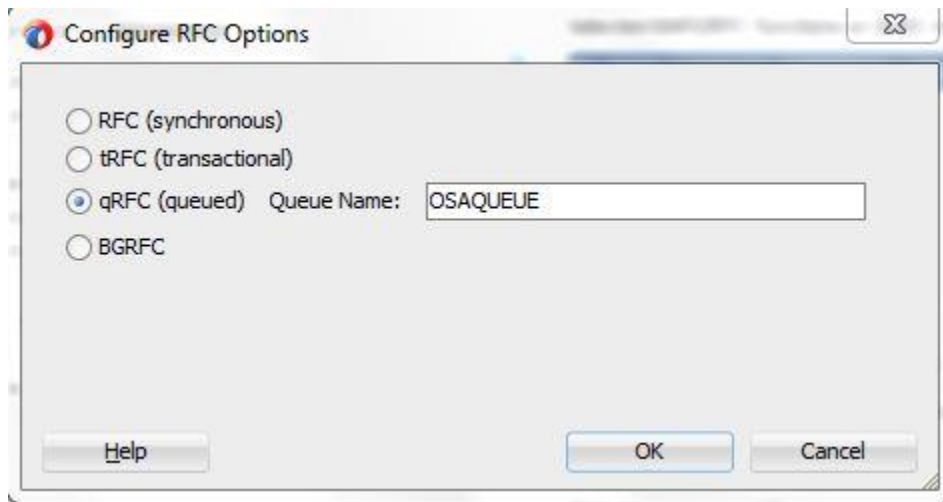 Configure RFC Options
RFC (synchronous)
tRFC (transactional)
qRFC (queued) Queue Name: OSAQUEUE
BGRFC
Help OK Cancel